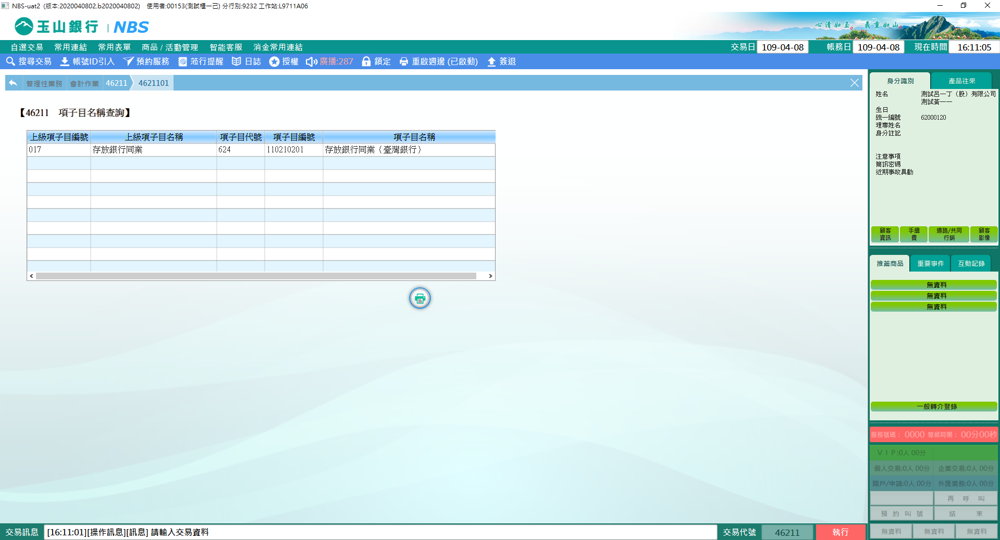 NBS-uat2 (版本:2020040802.b2020040802) 使用者:00153(測試櫃一己) 分行別:9232 工作站:L9711A06
玉山銀行 | NBS
心清如玉。 義重如山。
自選交易 常用連結 常用表單 商品 / 活動管理 智能客服 消金常用連結 交易日 109-04-08 帳務日 109-04-08 現在時間 16:11:05
搜尋交易 帳號ID引入 預約服務 蒞行提醒 日誌 授權 廣播:287 鎖定 重啟週邊 (已啟動) 簽退
管理性業務 會計作業 46211 4621101
【46211 項子目名稱查詢】
上級項子目編號 上級項子目名稱 項子目代號 項子目編號 項子目名稱
017 存放銀行同業 624 110210201 存放銀行同業（臺灣銀行）
身分識別 產品往來
姓名 測試呂一丁（股）有限公司
測試黃一一
生日
統一編號 62000120
理專姓名
身分註記
注意事項
簡訊密碼
近期事故異動
顧客資訊 手續費 通路/共同行銷 顧客影像
推薦商品 重要事件 互動記錄
無資料
無資料
無資料
一般轉介登錄
服務號碼： 0000 等候時間： 00分00秒
ＶＩＰ:0人 00分
個人交易:0人 00分 企業交易:0人 00分
開戶/申請:0人 00分 外匯業務:0人 00分
再 呼 叫
預 約 叫 號 結 束
無資料 無資料 無資料
交易訊息 [16:11:01][操作訊息][訊息] 請輸入交易資料 交易代號 46211 執行